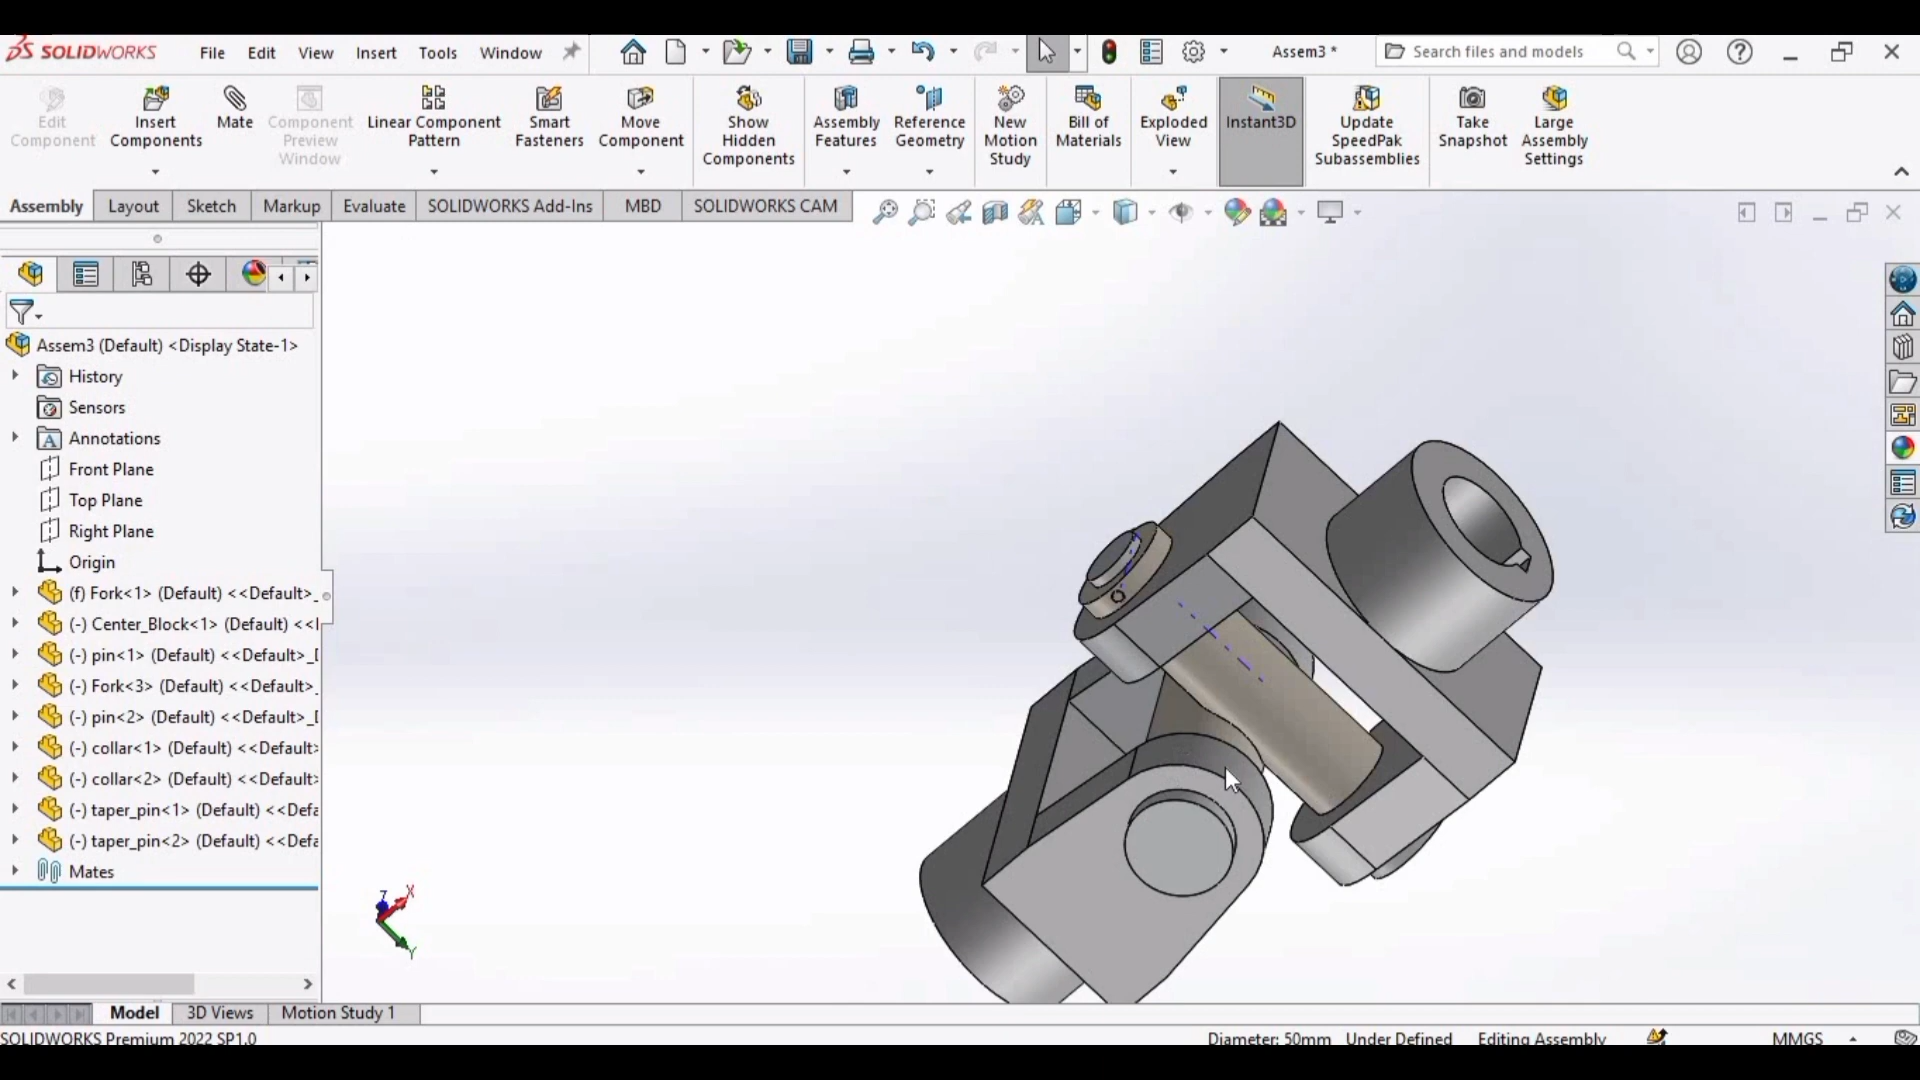 SOLIDWORKS File Edit View Insert Tools Window Assem3 * Search files and models
Edit Component
Insert Components
Mate
Component Preview Window
Linear Component Pattern
Smart Fasteners
Move Component
Show Hidden Components
Assembly Features
Reference Geometry
New Motion Study
Bill of Materials
Exploded View
Instant3D
Update SpeedPak Subassemblies
Take Snapshot
Large Assembly Settings
Assembly Layout Sketch Markup Evaluate SOLIDWORKS Add-Ins MBD SOLIDWORKS CAM
Assem3 (Default) <Display State-1>
History
Sensors
Annotations
Front Plane
Top Plane
Right Plane
Origin
(f) Fork<1> (Default) <<Default>_
(-) Center_Block<1> (Default) <<
(-) pin<1> (Default) <<Default>_
(-) Fork<3> (Default) <<Default>_
(-) pin<2> (Default) <<Default>_
(-) collar<1> (Default) <<Default>
(-) collar<2> (Default) <<Default>
(-) taper_pin<1> (Default) <<Defa
(-) taper_pin<2> (Default) <<Defa
Mates
Z X
Y
Model 3D Views Motion Study 1
SOLIDWORKS Premium 2022 SP1.0 Diameter: 50mm Under Defined Editing Assembly MMGS